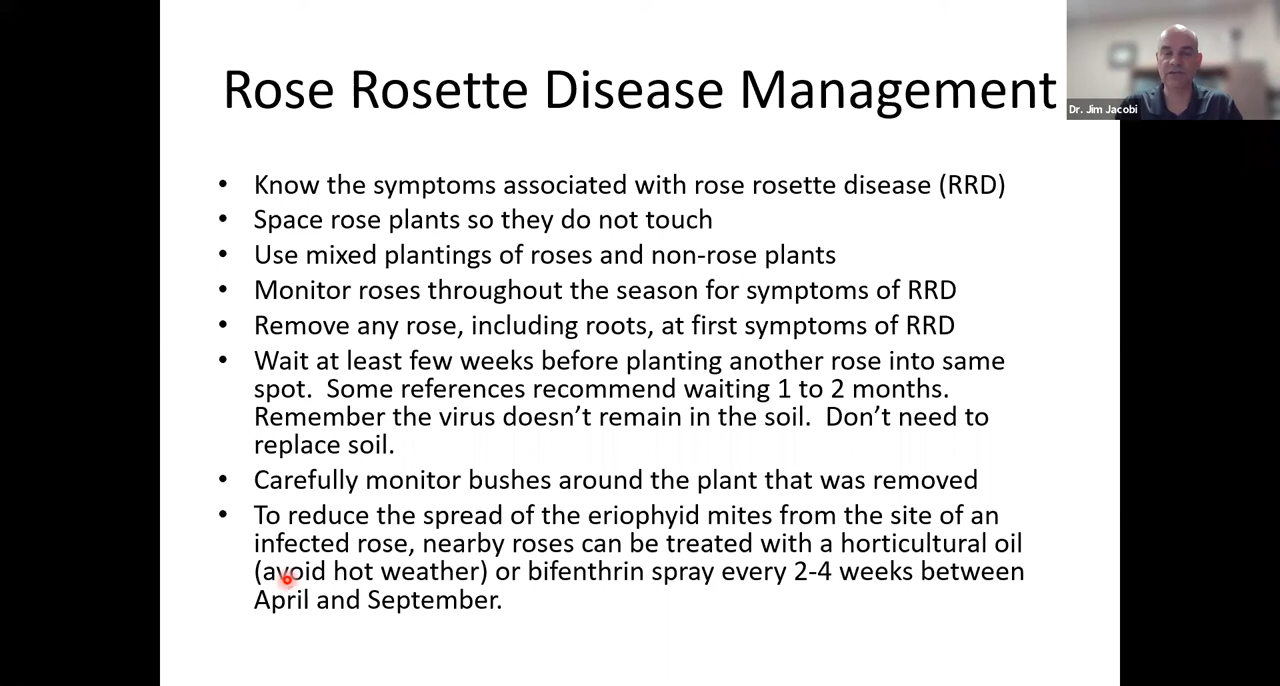 Rose Rosette Disease Management
Dr. Jim Jacobi
• Know the symptoms associated with rose rosette disease (RRD)
• Space rose plants so they do not touch
• Use mixed plantings of roses and non-rose plants
• Monitor roses throughout the season for symptoms of RRD
• Remove any rose, including roots, at first symptoms of RRD
• Wait at least few weeks before planting another rose into same
spot.  Some references recommend waiting 1 to 2 months.
Remember the virus doesn’t remain in the soil.  Don’t need to
replace soil.
• Carefully monitor bushes around the plant that was removed
• To reduce the spread of the eriophyid mites from the site of an
infected rose, nearby roses can be treated with a horticultural oil
(avoid hot weather) or bifenthrin spray every 2-4 weeks between
April and September.